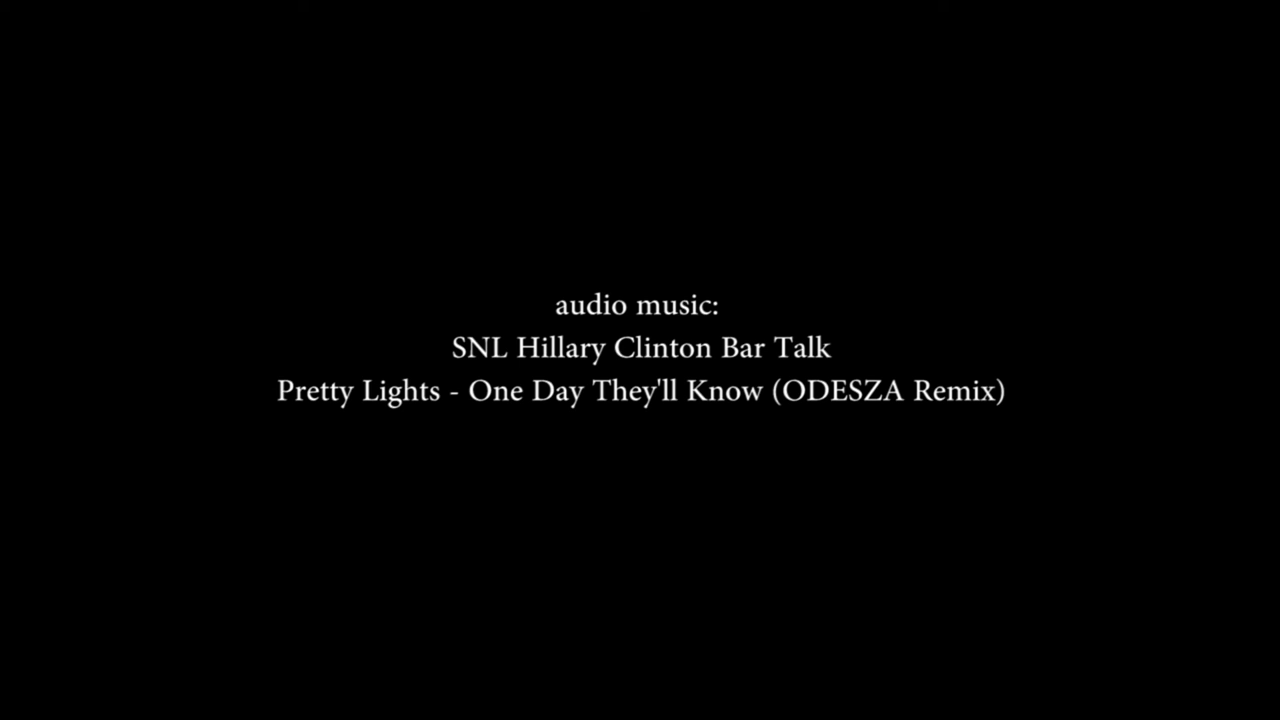 audio music:
SNL Hillary Clinton Bar Talk
Pretty Lights - One Day They'll Know (ODESZA Remix)